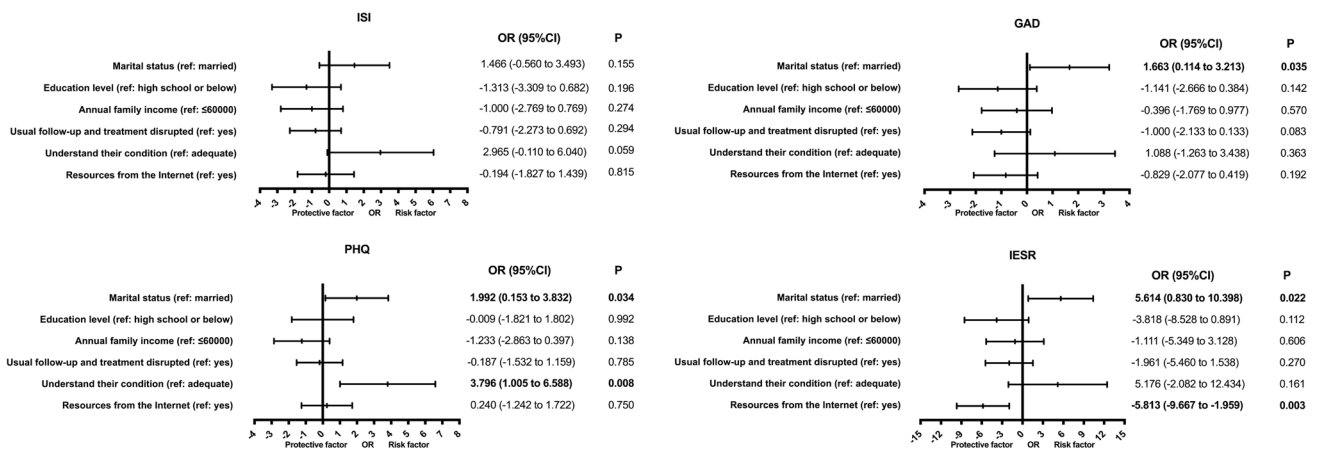 ISI
OR (95%CI) P
Marital status (ref: married) 1.466 (-0.560 to 3.493) 0.155
Education level (ref: high school or below) -1.313 (-3.309 to 0.682) 0.196
Annual family income (ref: ≤60000) -1.000 (-2.769 to 0.769) 0.274
Usual follow-up and treatment disrupted (ref: yes) -0.791 (-2.273 to 0.692) 0.294
Understand their condition (ref: adequate) 2.965 (-0.110 to 6.040) 0.059
Resources from the Internet (ref: yes) -0.194 (-1.827 to 1.439) 0.815
-4 -3 -2 -1 0 1 2 3 4 5 6 7 8
Protective factor OR Risk factor
GAD
OR (95%CI) P
Marital status (ref: married) 1.663 (0.114 to 3.213) 0.035
Education level (ref: high school or below) -1.141 (-2.666 to 0.384) 0.142
Annual family income (ref: ≤60000) -0.396 (-1.769 to 0.977) 0.570
Usual follow-up and treatment disrupted (ref: yes) -1.000 (-2.133 to 0.133) 0.083
Understand their condition (ref: adequate) 1.088 (-1.263 to 3.438) 0.363
Resources from the Internet (ref: yes) -0.829 (-2.077 to 0.419) 0.192
-4 -3 -2 -1 0 1 2 3 4
Protective factor OR Risk factor
PHQ
OR (95%CI) P
Marital status (ref: married) 1.992 (0.153 to 3.832) 0.034
Education level (ref: high school or below) -0.009 (-1.821 to 1.802) 0.992
Annual family income (ref: ≤60000) -1.233 (-2.863 to 0.397) 0.138
Usual follow-up and treatment disrupted (ref: yes) -0.187 (-1.532 to 1.159) 0.785
Understand their condition (ref: adequate) 3.796 (1.005 to 6.588) 0.008
Resources from the Internet (ref: yes) 0.240 (-1.242 to 1.722) 0.750
-4 -3 -2 -1 0 1 2 3 4 5 6 7 8
Protective factor OR Risk factor
IESR
OR (95%CI) P
Marital status (ref: married) 5.614 (0.830 to 10.398) 0.022
Education level (ref: high school or below) -3.818 (-8.528 to 0.891) 0.112
Annual family income (ref: ≤60000) -1.111 (-5.349 to 3.128) 0.606
Usual follow-up and treatment disrupted (ref: yes) -1.961 (-5.460 to 1.538) 0.270
Understand their condition (ref: adequate) 5.176 (-2.082 to 12.434) 0.161
Resources from the Internet (ref: yes) -5.813 (-9.667 to -1.959) 0.003
-15 -12 -9 -6 -3 0 3 6 9 12 15
Protective factor OR Risk factor